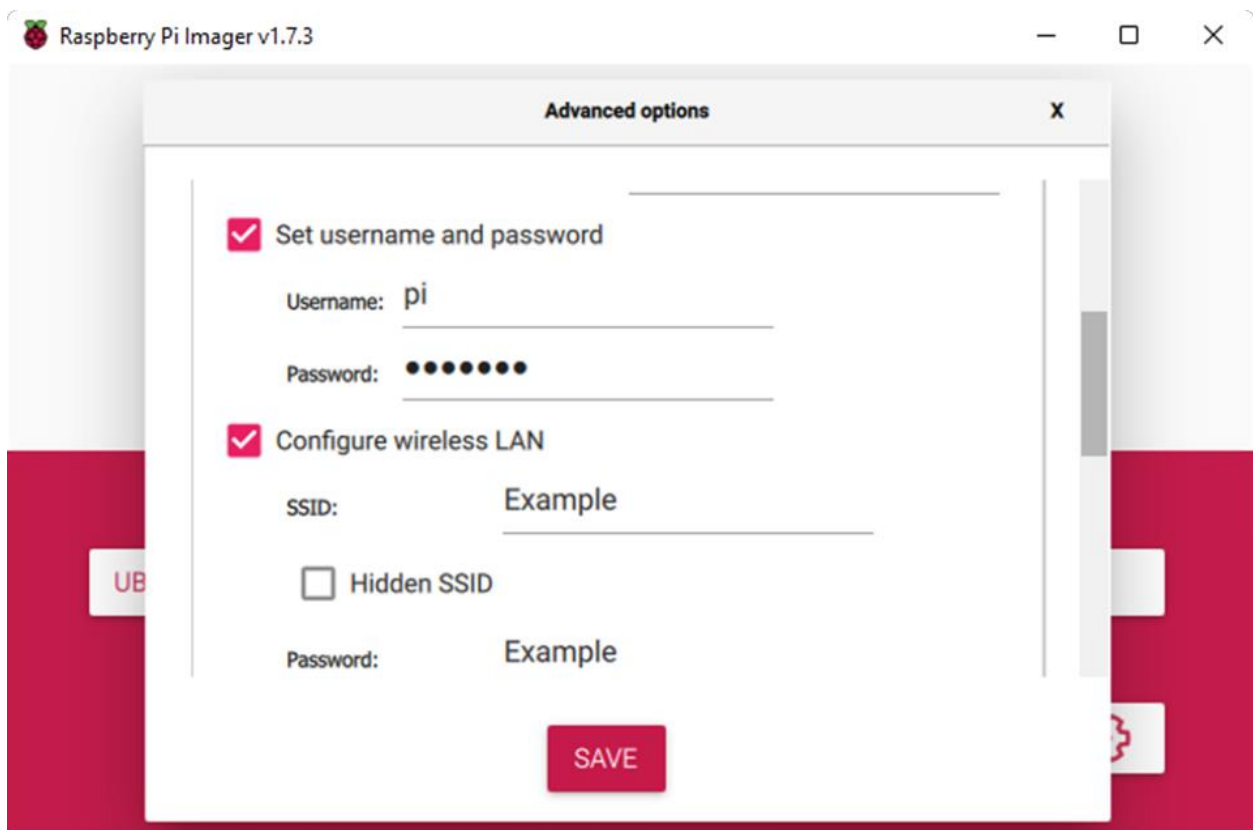 Raspberry Pi Imager v1.7.3
Advanced options X
Set username and password
Username: pi
Password: •••••••
Configure wireless LAN
SSID: Example
UB
Hidden SSID
Password: Example
SAVE